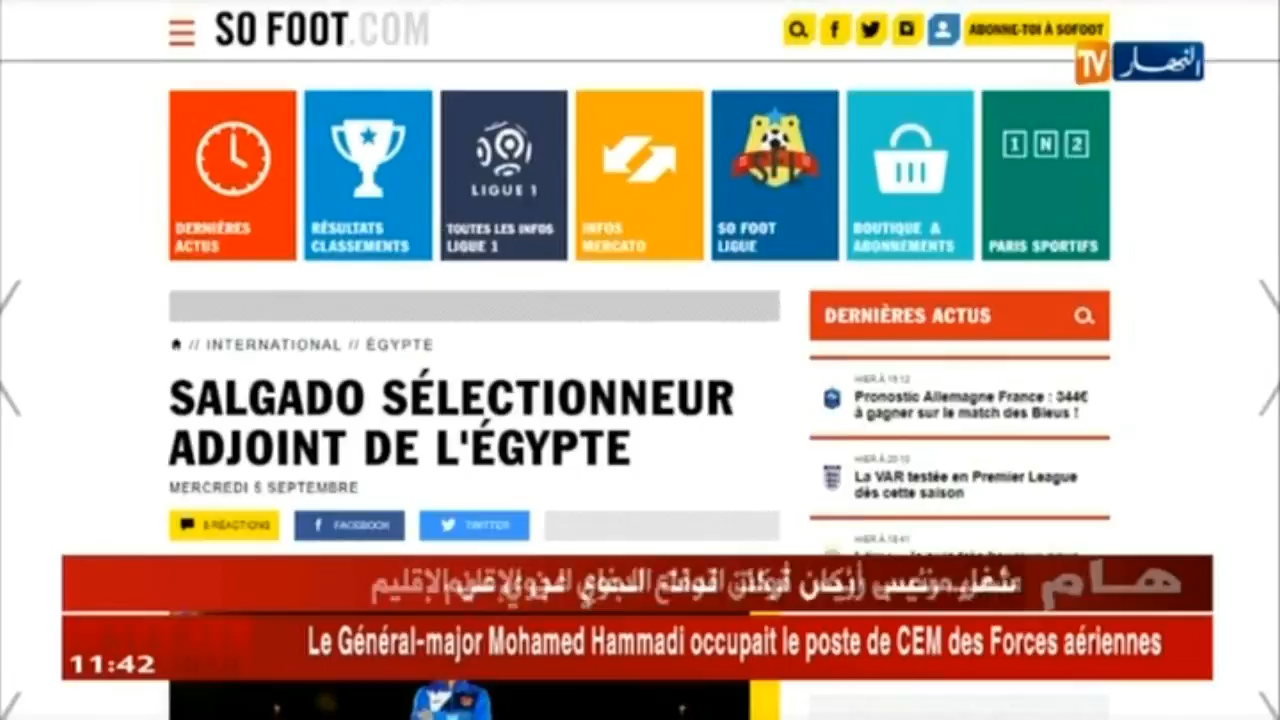 SO FOOT.COM
ABONNE-TOI À SOFOOT
TV النهار
DERNIÈRES
ACTUS
RÉSULTATS
CLASSEMENTS
LIGUE 1
TOUTES LES INFOS
LIGUE 1
INFOS
MERCATO
SO FOOT
LIGUE
BOUTIQUE &
ABONNEMENTS
1 N 2
PARIS SPORTIFS
// INTERNATIONAL // ÉGYPTE
SALGADO SÉLECTIONNEUR
ADJOINT DE L'ÉGYPTE
MERCREDI 5 SEPTEMBRE
RÉACTIONS
FACEBOOK
TWITTER
DERNIÈRES ACTUS
Pronostic Allemagne France : 344€
à gagner sur le match des Bleus !
La VAR testée en Premier League
dès cette saison
هـام
Le Général-major Mohamed Hammadi occupait le poste de CEM des Forces aériennes
11:42